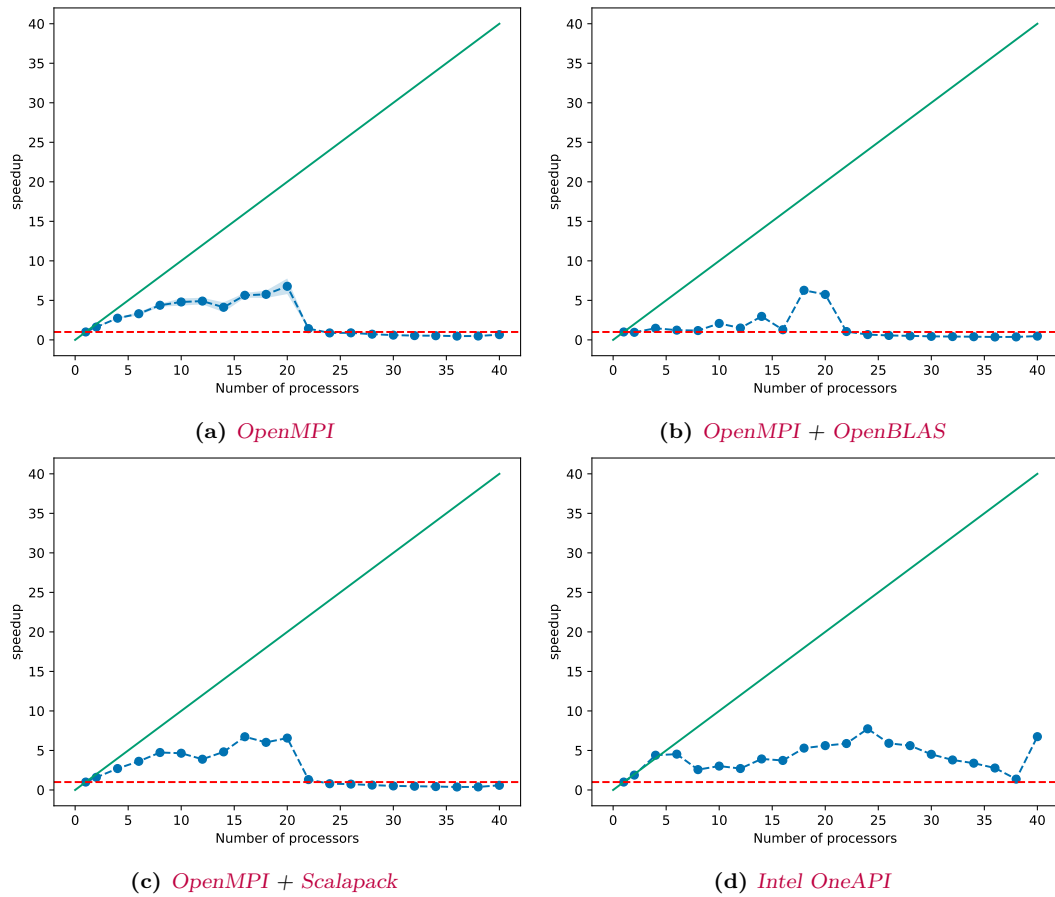 40
35
30
25
20
15
10
5
0
speedup
0 5 10 15 20 25 30 35 40
Number of processors
(a) OpenMPI
40
35
30
25
20
15
10
5
0
speedup
0 5 10 15 20 25 30 35 40
Number of processors
(b) OpenMPI + OpenBLAS
40
35
30
25
20
15
10
5
0
speedup
0 5 10 15 20 25 30 35 40
Number of processors
(c) OpenMPI + Scalapack
40
35
30
25
20
15
10
5
0
speedup
0 5 10 15 20 25 30 35 40
Number of processors
(d) Intel OneAPI